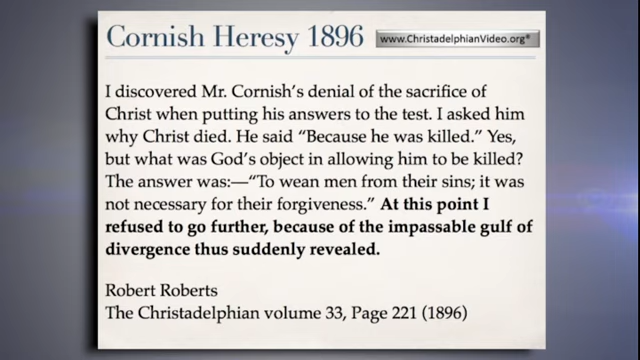 Cornish Heresy 1896
www.ChristadelphianVideo.org®
I discovered Mr. Cornish's denial of the sacrifice of
Christ when putting his answers to the test. I asked him
why Christ died. He said “Because he was killed.” Yes,
but what was God's object in allowing him to be killed?
The answer was:—“To wean men from their sins; it was
not necessary for their forgiveness.” At this point I
refused to go further, because of the impassable gulf of
divergence thus suddenly revealed.
Robert Roberts
The Christadelphian volume 33, Page 221 (1896)